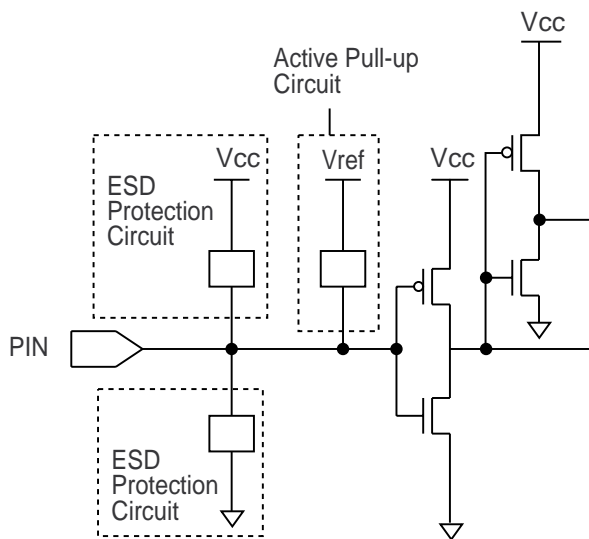 Vcc
Active Pull-up
Circuit
Vcc
Vref
Vcc
ESD
Protection
Circuit
PIN
ESD
Protection
Circuit